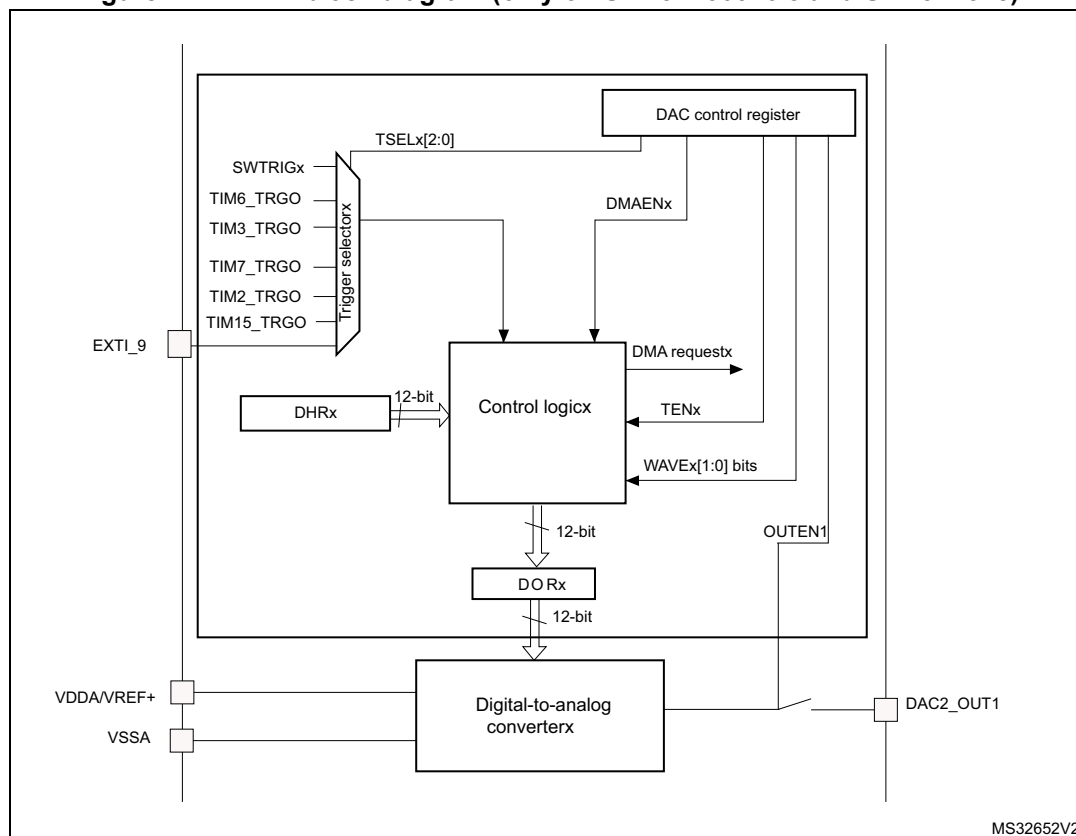 DAC control register
TSELx[2:0]
SWTRIGx
TIM6_TRGO
TIM3_TRGO
TIM7_TRGO
TIM2_TRGO
TIM15_TRGO
Trigger selectorx
DMAENx
EXTI_9
DMA requestx
DHRx
12-bit
Control logicx
TENx
WAVEx[1:0] bits
12-bit
OUTEN1
DORx
12-bit
VDDA/VREF+
VSSA
Digital-to-analog
converterx
DAC2_OUT1
MS32652V2